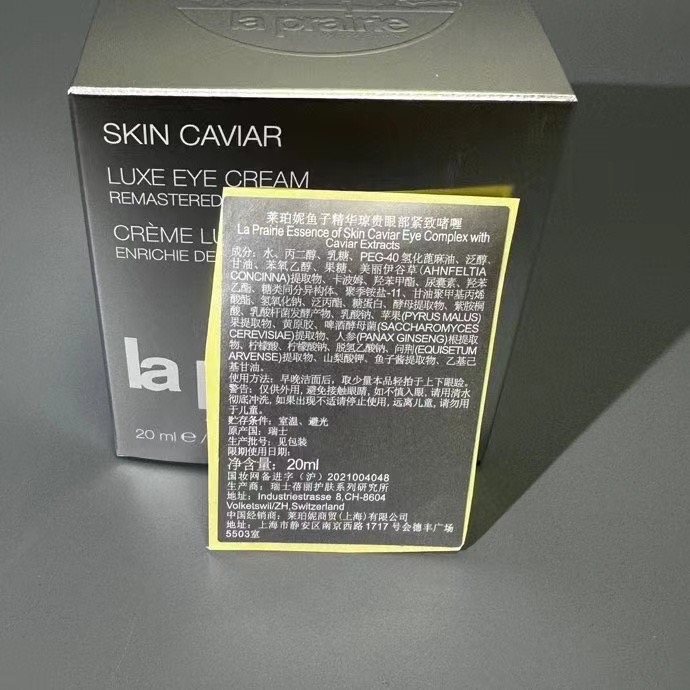 la prairie
SKIN CAVIAR
LUXE EYE CREAM
REMASTERED
CRÈME LU
ENRICHIE DE
la p
20 ml e /
莱珀妮鱼子精华琼贵眼部紧致啫喱
La Prairie Essence of Skin Caviar Eye Complex with
Caviar Extracts
成分：水、丙二醇、乳糖、PEG-40 氢化蓖麻油、泛醇、
甘油、苯氧乙醇、果糖、美丽伊谷草(AHNFELTIA
CONCINNA)提取物、卡波姆、羟苯甲酯、尿囊素、羟苯
乙酯、糖类同分异构体、聚季铵盐-11、甘油聚甲基丙烯
酸酯、氢氧化钠、泛丙酯、糖蛋白、酵母提取物、紫胺桐
酸、乳酸杆菌发酵产物、乳酸钠、苹果(PYRUS MALUS)
果提取物、黄原胶、啤酒酵母菌(SACCHAROMYCES
CEREVISIAE)提取物、人参(PANAX GINSENG)根提取
物、柠檬酸、柠檬酸钠、脱氢乙酸钠、问荆(EQUISETUM
ARVENSE)提取物、山梨酸钾、鱼子酱提取物、乙基己
基甘油。
使用方法：早晚洁面后，取少量本品轻拍于上下眼睑。
警告：仅供外用，避免接触眼睛，如不慎入眼，请用清水
彻底冲洗，如果出现不适请停止使用，远离儿童，请勿用
于儿童。
贮存条件：室温、避光
原产国：瑞士
生产批号：见包装
限期使用日期：
净含量：20ml
国妆网备进字（沪）2021004048
生产商：瑞士蓓丽护肤系列研究所
地址：Industriestrasse 8,CH-8604
Volketswil/ZH,Switzerland
中国经销商：莱珀妮商贸(上海)有限公司
地址：上海市静安区南京西路 1717 号会德丰广场
5503室